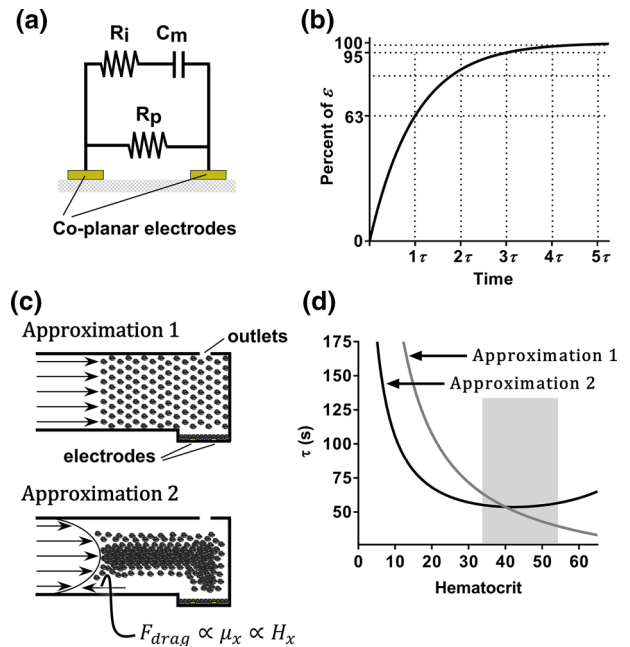 (a)
Ri
Cm
Rp
Co-planar electrodes
(b)
Percent of ε
100
95
63
0
1τ
2τ
3τ
4τ
5τ
Time
(c)
Approximation 1
outlets
electrodes
Approximation 2
F_drag ∝ μ_x ∝ H_x
(d)
τ (s)
175
150
125
100
75
50
Approximation 1
Approximation 2
0
10
20
30
40
50
60
Hematocrit